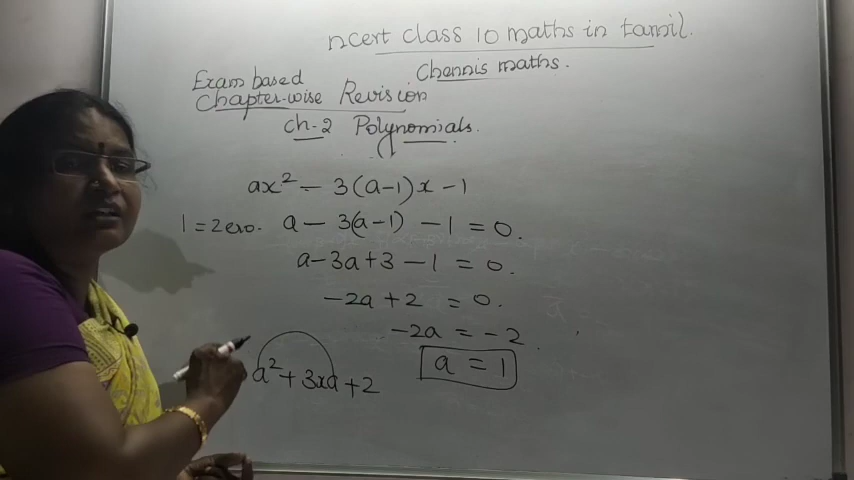 ncert class 10 maths in tamil.
Chennis maths.
Exam based
Chapter-wise Revision
Ch-2 Polynomials.
ax² - 3(a-1)x - 1
1 = Zero. a - 3(a-1) - 1 = 0.
a - 3a + 3 - 1 = 0.
-2a + 2 = 0.
-2a = -2
a = 1
a² + 3xa + 2